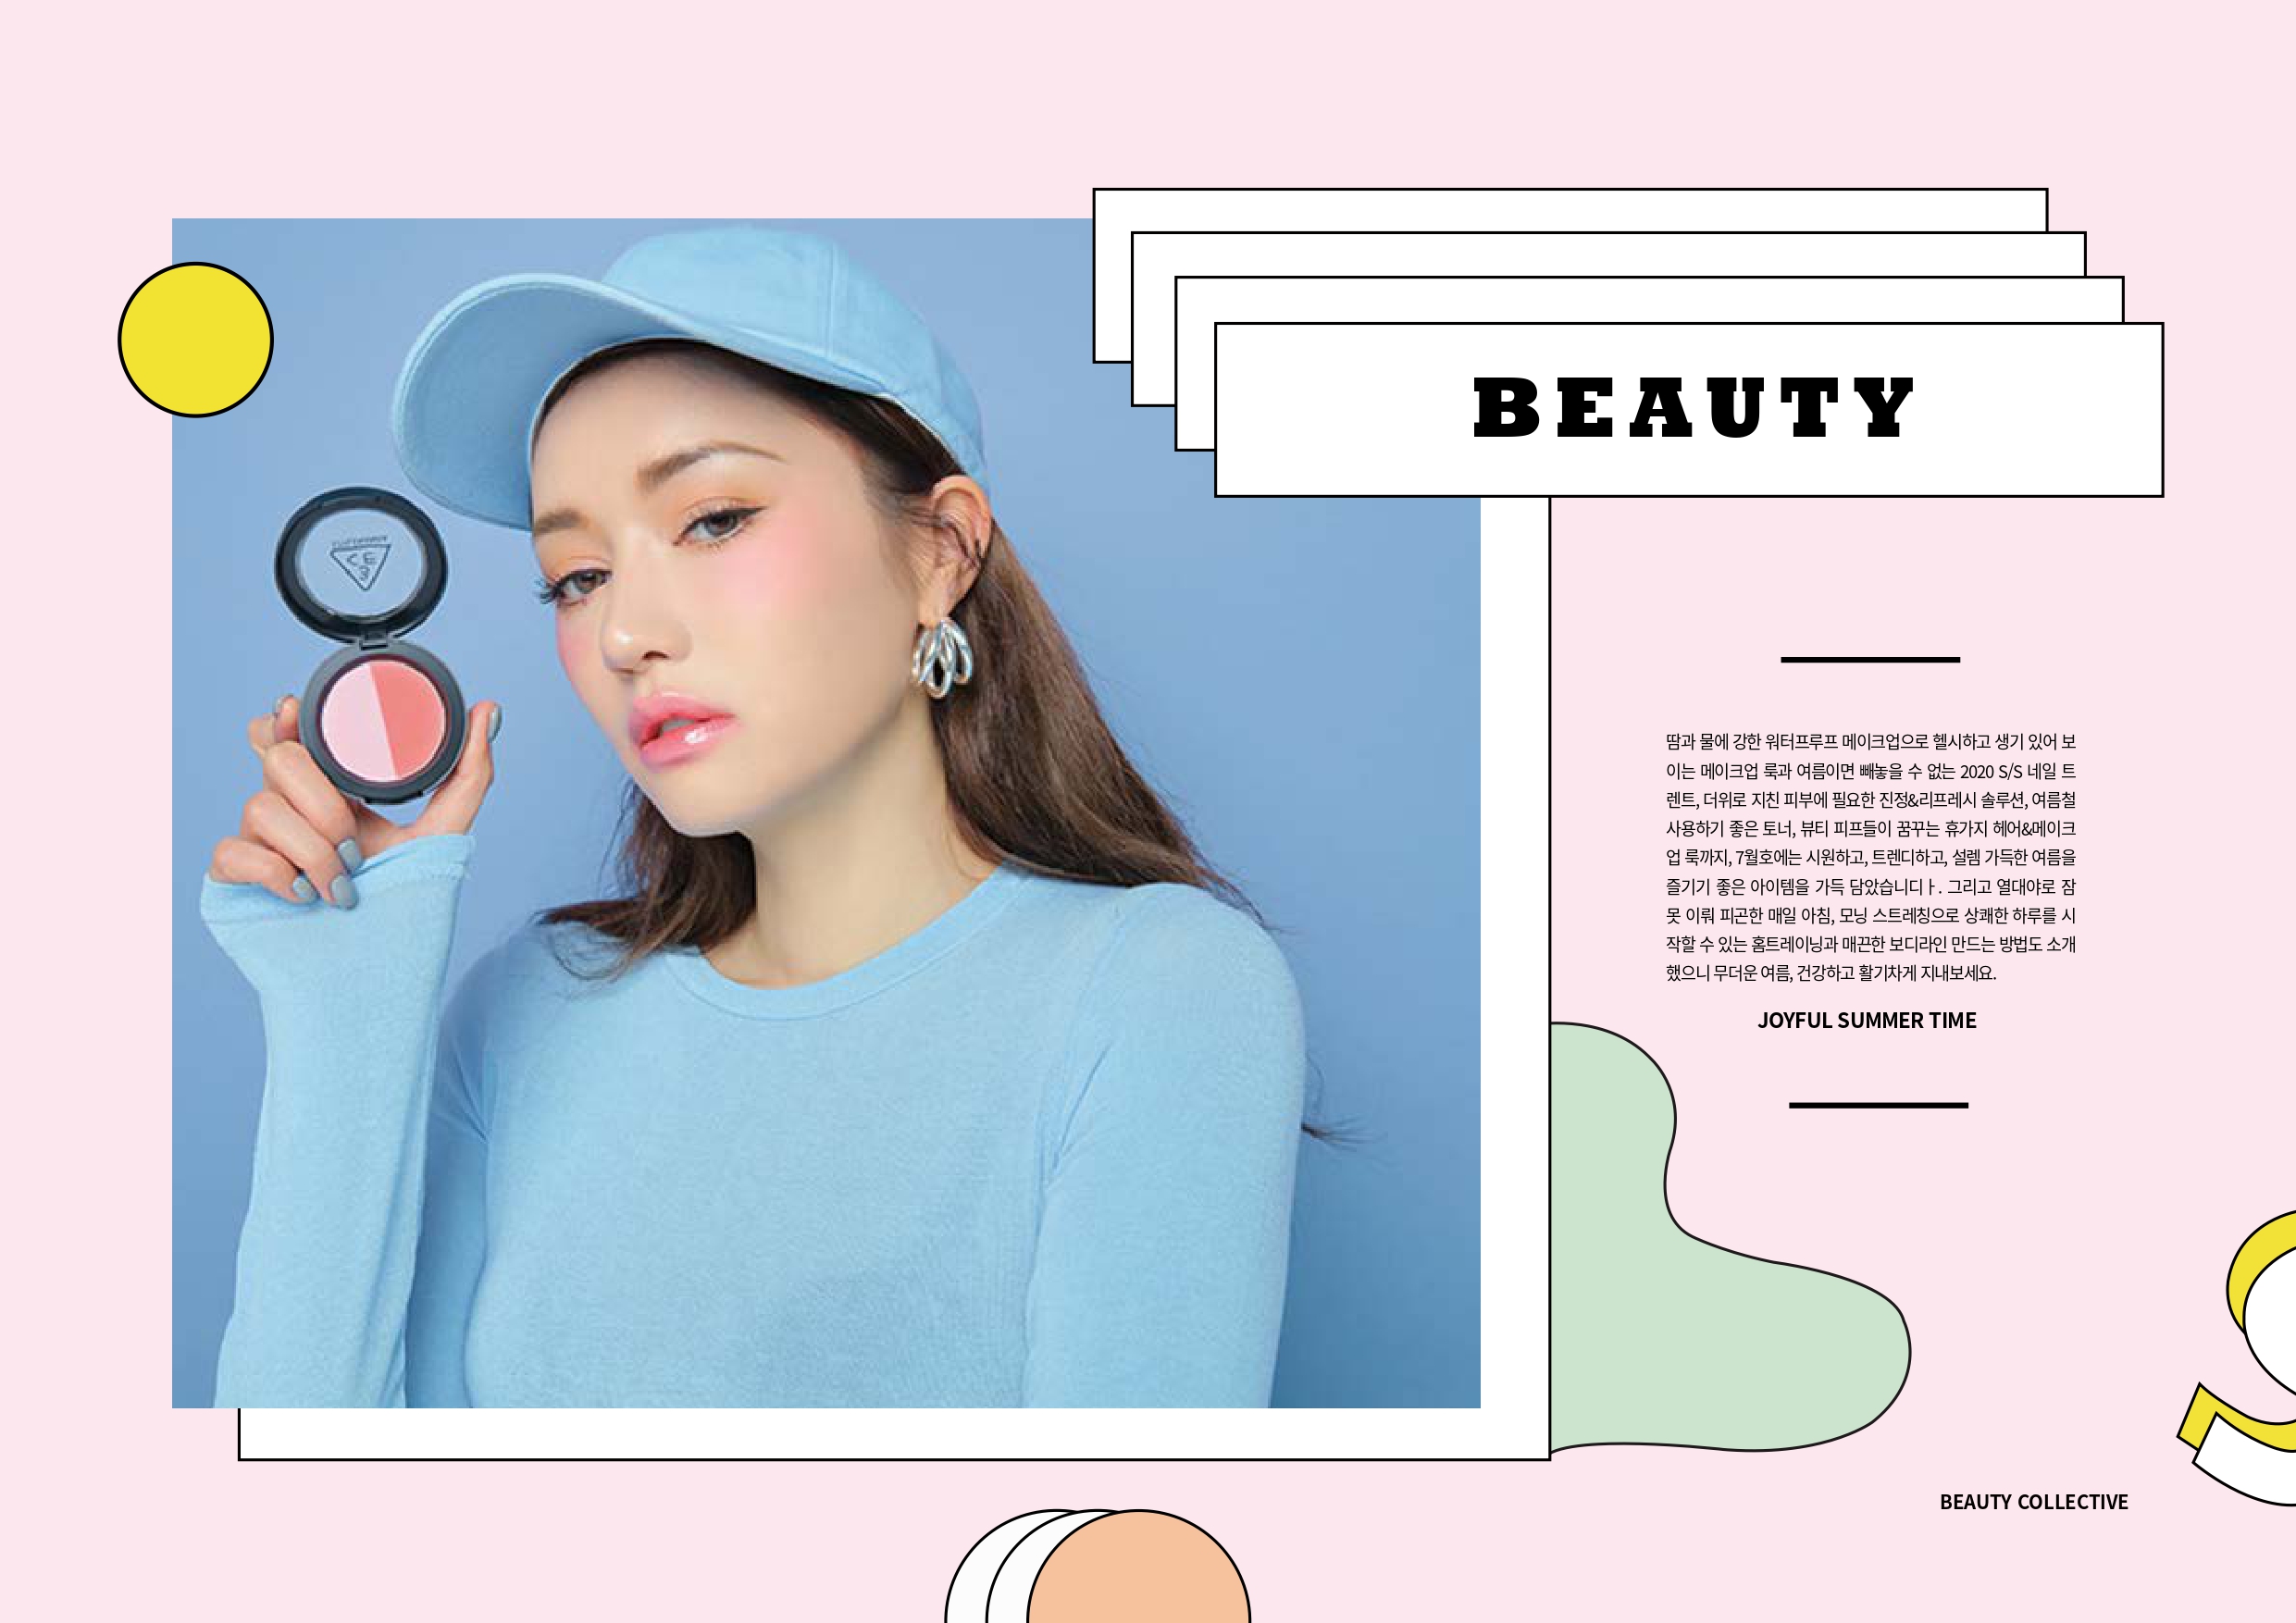 BEAUTY
땀과 물에 강한 워터프루프 메이크업으로 헬시하고 생기 있어 보
이는 메이크업 룩과 여름이면 빼놓을 수 없는 2020 S/S 네일 트
렌트, 더위로 지친 피부에 필요한 진정&리프레시 솔루션, 여름철
사용하기 좋은 토너, 뷰티 피프들이 꿈꾸는 휴가지 헤어&메이크
업 룩까지, 7월호에는 시원하고, 트렌디하고, 설렘 가득한 여름을
즐기기 좋은 아이템을 가득 담았습니디ㅏ. 그리고 열대야로 잠
못 이뤄 피곤한 매일 아침, 모닝 스트레칭으로 상쾌한 하루를 시
작할 수 있는 홈트레이닝과 매끈한 보디라인 만드는 방법도 소개
했으니 무더운 여름, 건강하고 활기차게 지내보세요.
JOYFUL SUMMER TIME
BEAUTY COLLECTIVE